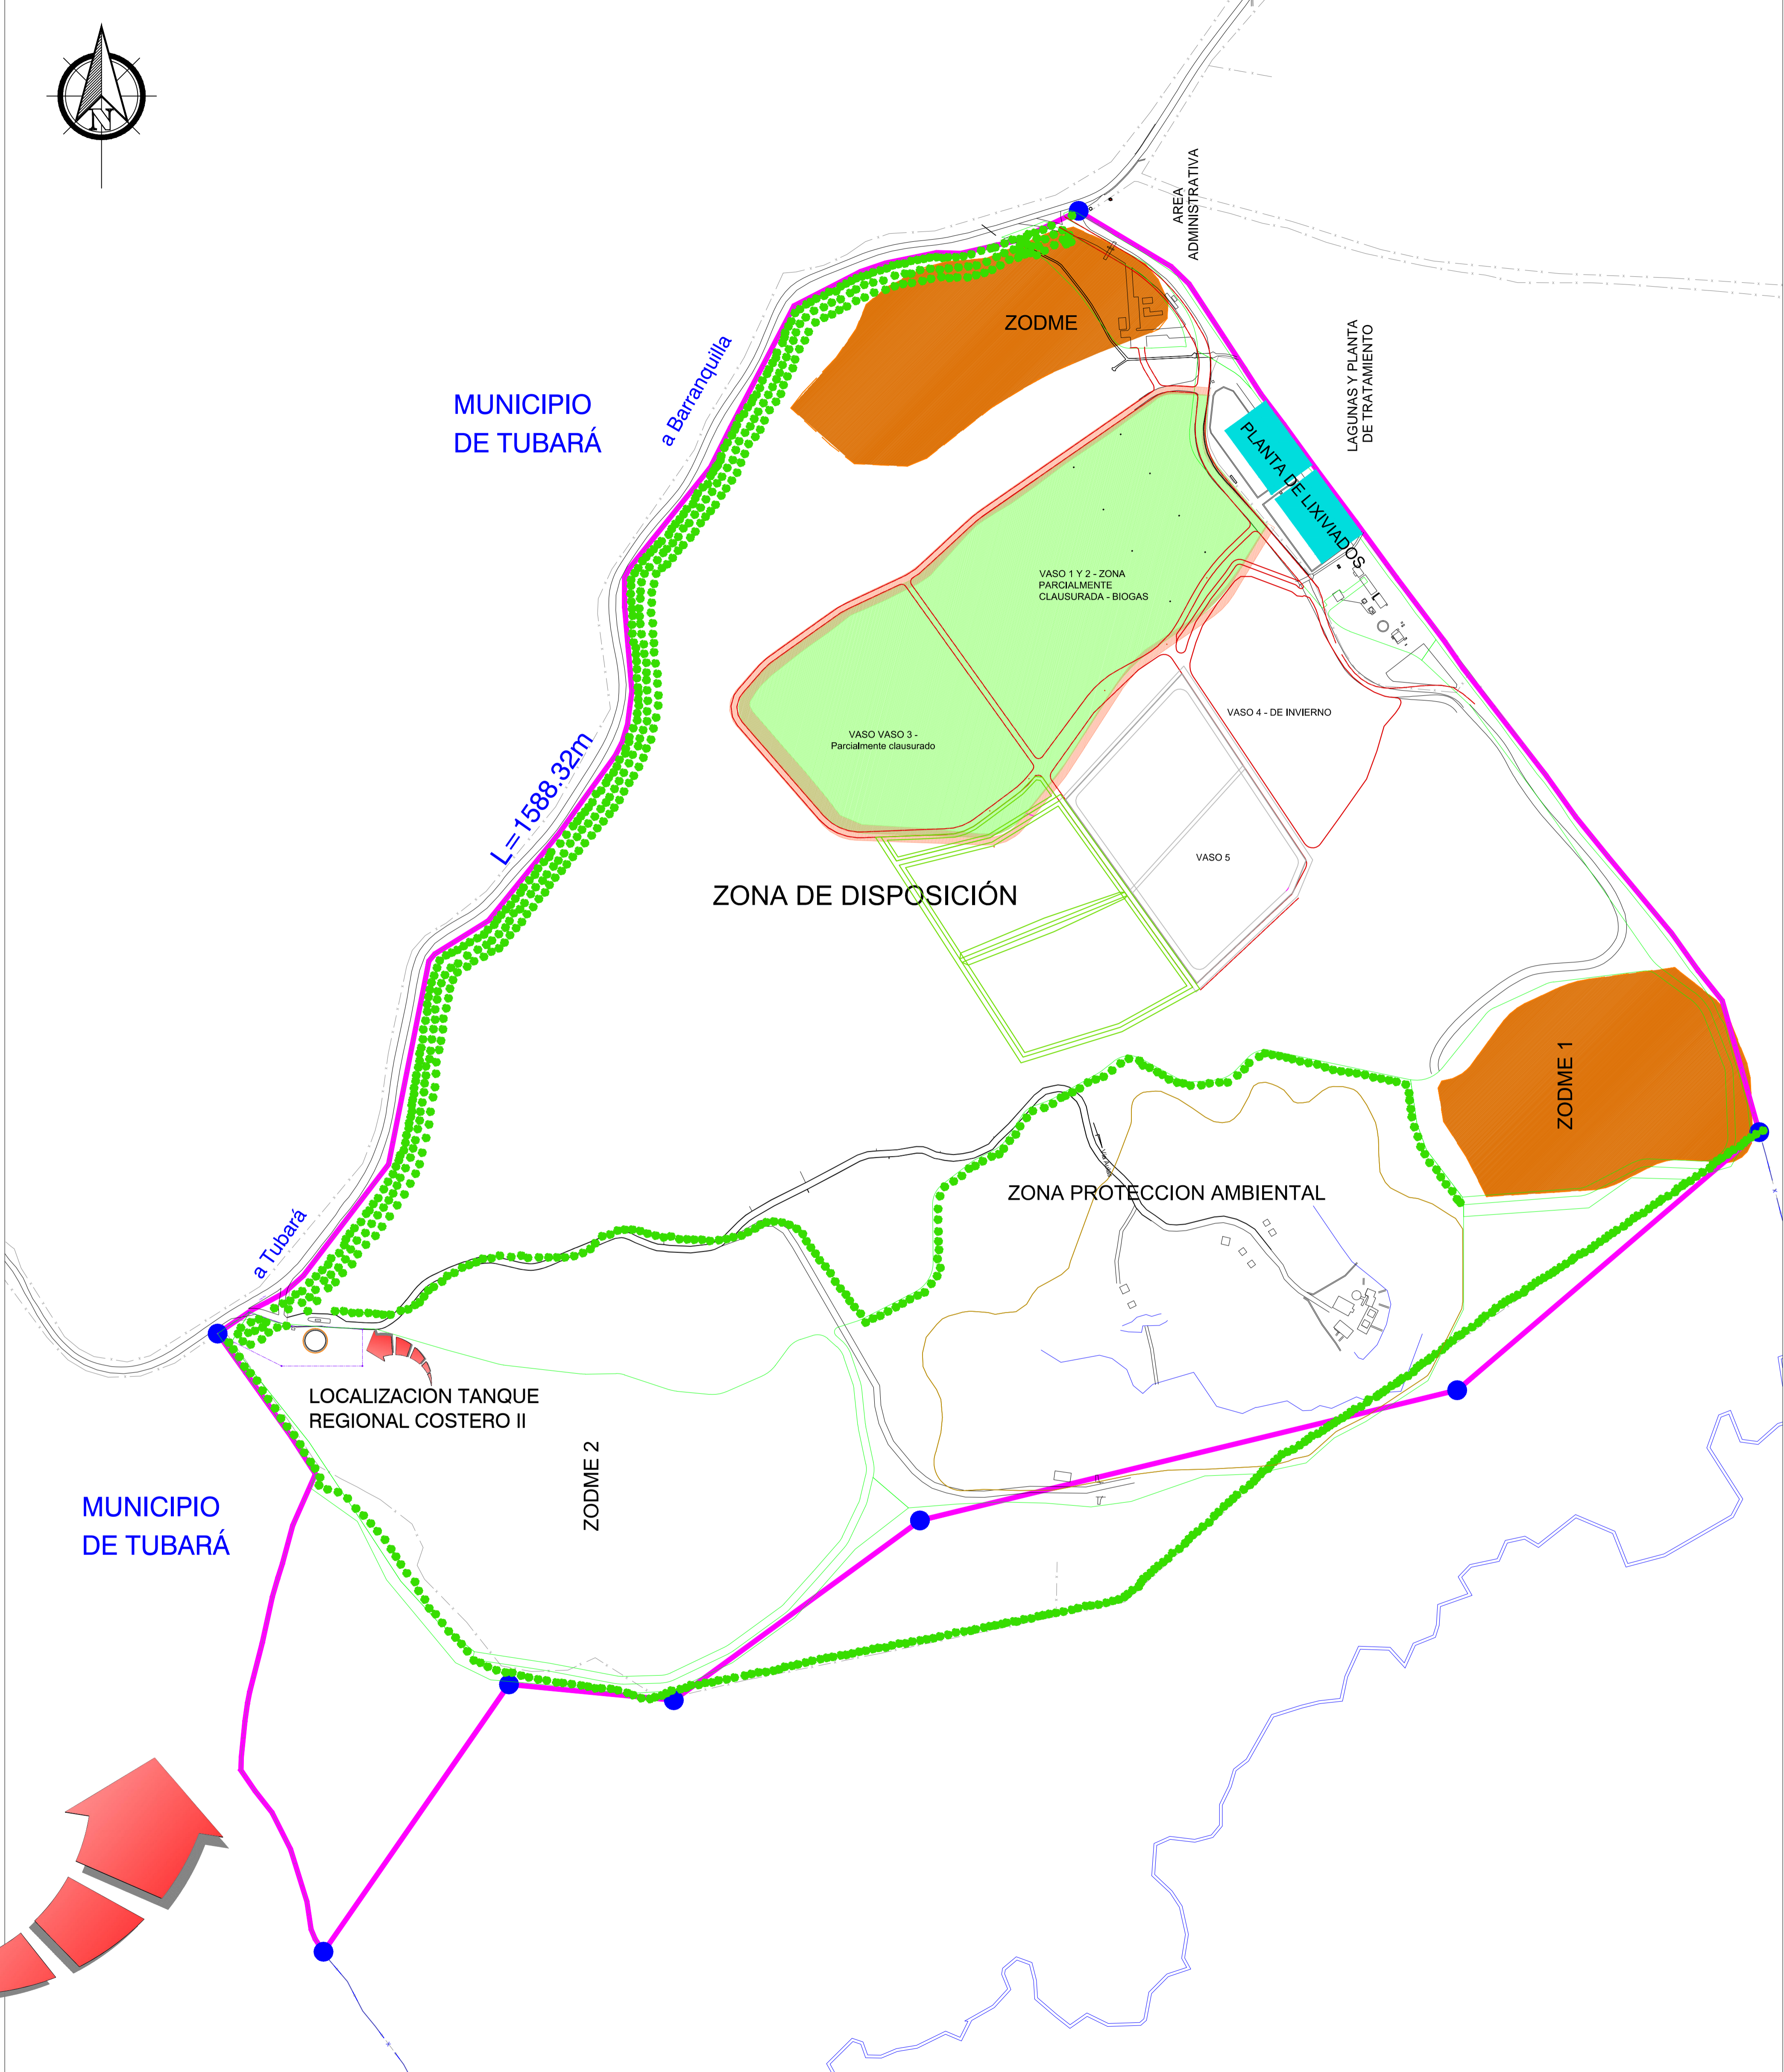 N
AREA
ADMINISTRATIVA
ZODME
LAGUNAS Y PLANTA
DE TRATAMIENTO
a Barranquilla
MUNICIPIO
DE TUBARÁ
PLANTA DE LIXIVIADOS
VASO 1 Y 2 - ZONA
PARCIALMENTE
CLAUSURADA - BIOGAS
VASO 4 - DE INVIERNO
VASO VASO 3 -
Parcialmente clausurado
L=1588.32m
VASO 5
ZONA DE DISPOSICIÓN
ZODME 1
ZONA PROTECCION AMBIENTAL
a Tubará
LOCALIZACION TANQUE
REGIONAL COSTERO II
ZODME 2
MUNICIPIO
DE TUBARÁ